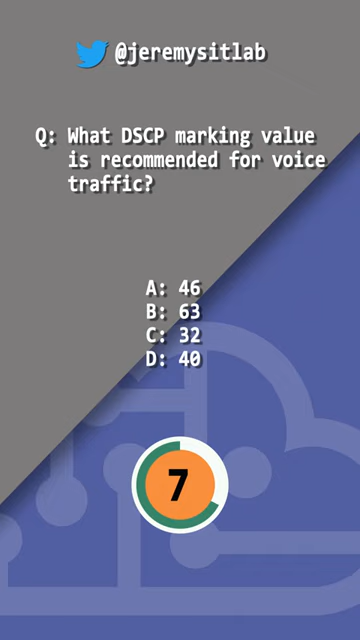 @jeremysitlab
Q: What DSCP marking value
is recommended for voice
traffic?
A: 46
B: 63
C: 32
D: 40
7